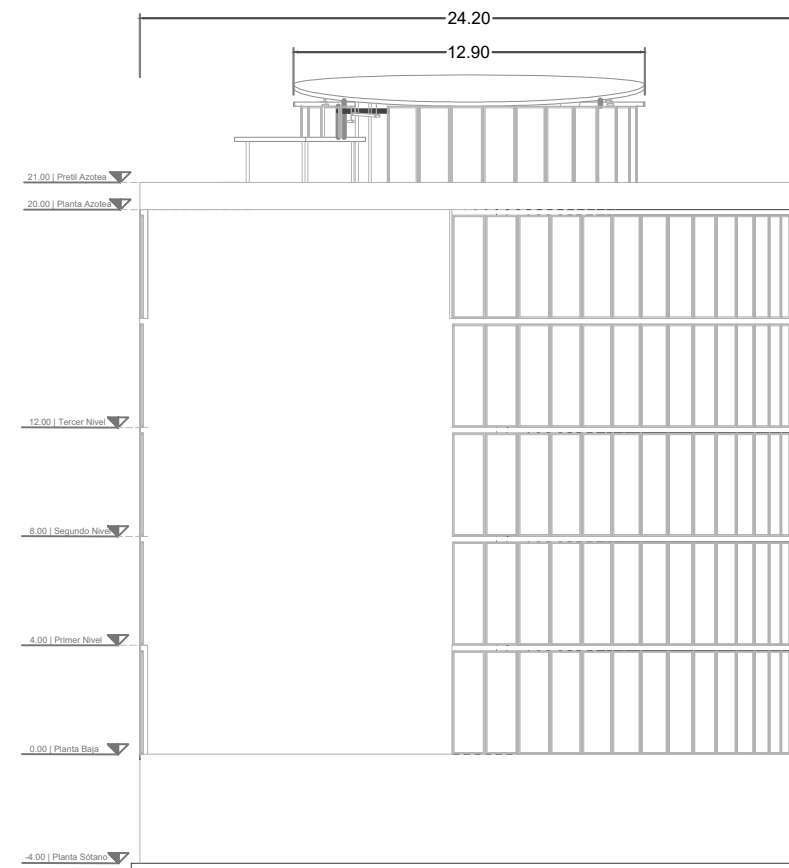 24.20
12.90
21.00 | Pretil Azotea
20.00 | Planta Azotea
12.00 | Tercer Nivel
8.00 | Segundo Nivel
4.00 | Primer Nivel
0.00 | Planta Baja
-4.00 | Planta Sótano